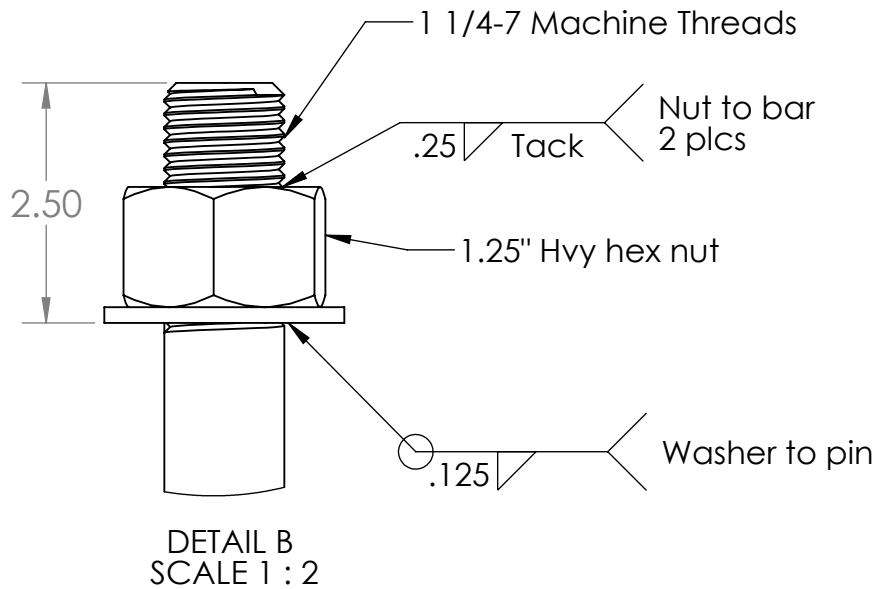 1 1/4-7 Machine Threads
Nut to bar
2 plcs
.25 Tack
2.50
1.25" Hvy hex nut
.125
Washer to pin
DETAIL B
SCALE 1 : 2